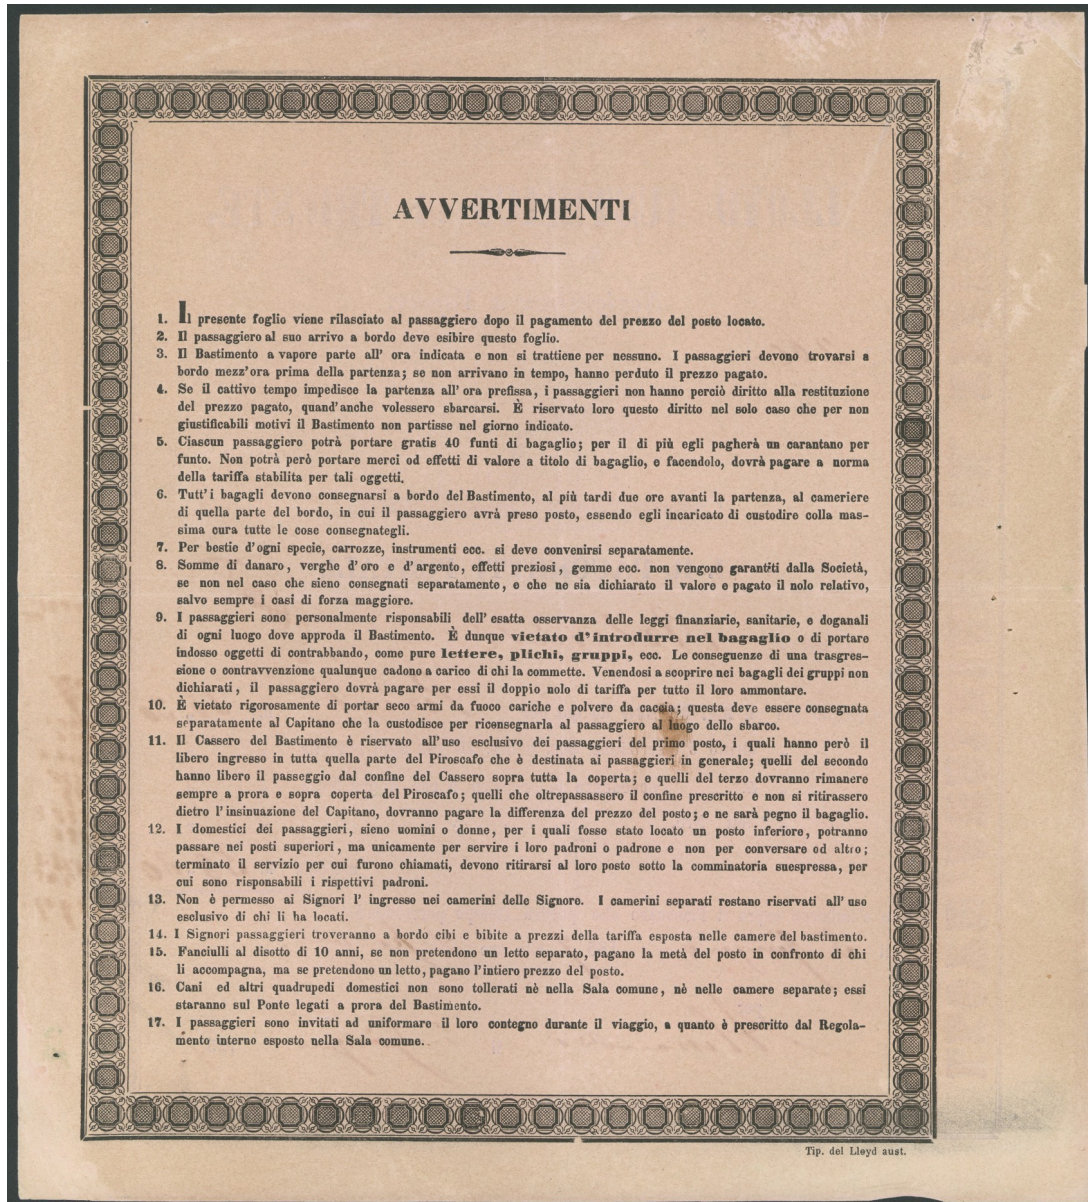 AVVERTIMENTI
1. Il presente foglio viene rilasciato al passaggiero dopo il pagamento del prezzo del posto locato.
2. Il passaggiero al suo arrivo a bordo deve esibire questo foglio.
3. Il Bastimento a vapore parte all' ora indicata e non si trattiene per nessuno. I passaggieri devono trovarsi a
bordo mezz'ora prima della partenza; se non arrivano in tempo, hanno perduto il prezzo pagato.
4. Se il cattivo tempo impedisce la partenza all' ora prefissa, i passaggieri non hanno perciò diritto alla restituzione
del prezzo pagato, quand'anche volessero sbarcarsi. È riservato loro questo diritto nel solo caso che per non
giustificabili motivi il Bastimento non partisse nel giorno indicato.
5. Ciascun passaggiero potrà portare gratis 40 funti di bagaglio; per il di più egli pagherà un carantano per
funto. Non potrà però portare merci od effetti di valore a titolo di bagaglio, e facendolo, dovrà pagare a norma
della tariffa stabilita per tali oggetti.
6. Tutt' i bagagli devono consegnarsi a bordo del Bastimento, al più tardi due ore avanti la partenza, al cameriere
di quella parte del bordo, in cui il passaggiero avrà preso posto, essendo egli incaricato di custodire colla mas-
sima cura tutte le cose consegnategli.
7. Per bestie d'ogni specie, carrozze, instrumenti ecc. si deve convenirsi separatamente.
8. Somme di danaro, verghe d'oro e d'argento, effetti preziosi, gemme ecc. non vengono garantiti dalla Società,
se non nel caso che sieno consegnati separatamente, e che ne sia dichiarato il valore e pagato il nolo relativo,
salvo sempre i casi di forza maggiore.
9. I passaggieri sono personalmente risponsabili dell'esatta osservanza delle leggi finanziarie, sanitarie, e doganali
di ogni luogo dove approda il Bastimento. È dunque vietato d'introdurre nel bagaglio o di portare
indosso oggetti di contrabbando, come pure lettere, plichi, gruppi, ecc. Le conseguenze di una trasgres-
sione o contravvenzione qualunque cadono a carico di chi la commette. Venendosi a scoprire nei bagagli dei gruppi non
dichiarati, il passaggiero dovrà pagare per essi il doppio nolo di tariffa per tutto il loro ammontare.
10. È vietato rigorosamente di portar seco armi da fuoco cariche e polvere da caccia; questa deve essere consegnata
separatamente al Capitano che la custodisce per riconsegnarla al passaggiero al luogo dello sbarco.
11. Il Cassero del Bastimento è riservato all'uso esclusivo dei passaggieri del primo posto, i quali hanno però il
libero ingresso in tutta quella parte del Piroscafo che è destinata ai passaggieri in generale; quelli del secondo
hanno libero il passeggio dal confine del Cassero sopra tutta la coperta; e quelli del terzo dovranno rimanere
sempre a prora e sopra coperta del Piroscafo; quelli che oltrepassassero il confine prescritto e non si ritirassero
dietro l'insinuazione del Capitano, dovranno pagare la differenza del prezzo del posto; e ne sarà pegno il bagaglio.
12. I domestici dei passaggieri, sieno uomini o donne, per i quali fosse stato locato un posto inferiore, potranno
passare nei posti superiori, ma unicamente per servire i loro padroni o padrone e non per conversare od altro;
terminato il servizio per cui furono chiamati, devono ritirarsi al loro posto sotto la comminatoria suespressa, per
cui sono risponsabili i rispettivi padroni.
13. Non è permesso ai Signori l' ingresso nei camerini delle Signore. I camerini separati restano riservati all' uso
esclusivo di chi li ha locati.
14. I Signori passaggieri troveranno a bordo cibi e bibite a prezzi della tariffa esposta nelle camere del bastimento.
15. Fanciulli al disotto di 10 anni, se non pretendono un letto separato, pagano la metà del posto in confronto di chi
li accompagna, ma se pretendono un letto, pagano l'intiero prezzo del posto.
16. Cani ed altri quadrupedi domestici non sono tollerati nè nella Sala comune, nè nelle camere separate; essi
staranno sul Ponte legati a prora del Bastimento.
17. I passaggieri sono invitati ad uniformare il loro contegno durante il viaggio, a quanto è prescritto dal Regola-
mento interno esposto nella Sala comune.
Tip. del Lloyd aust.